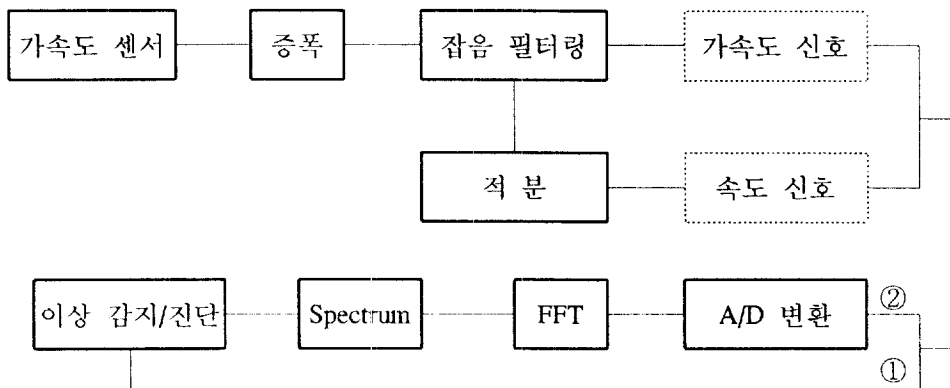 가속도 센서
증폭
잡음 필터링
가속도 신호
적 분
속도 신호
이상 감지/진단
Spectrum
FFT
A/D 변환
②
①